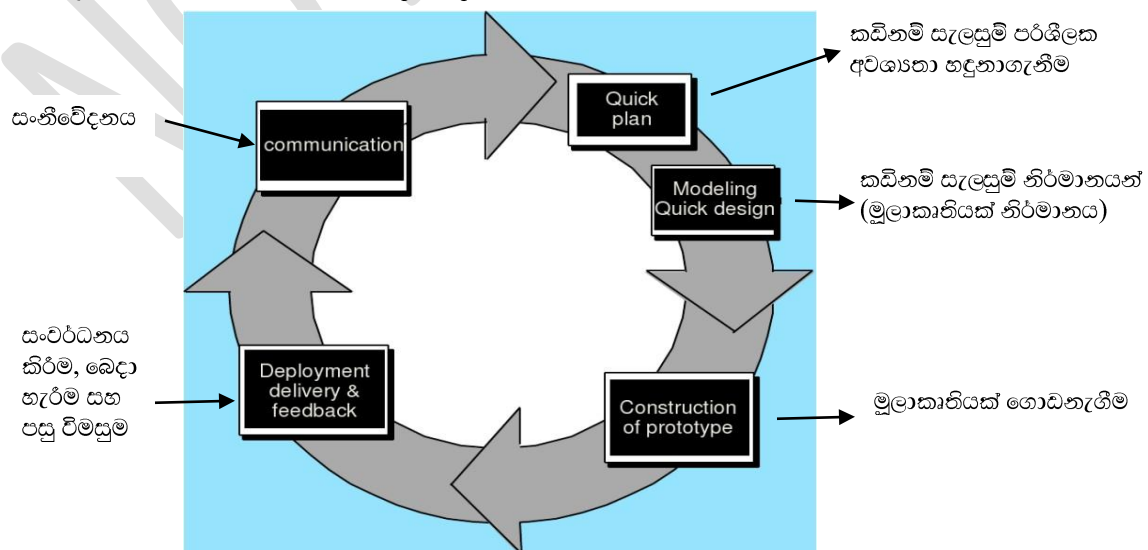 කඩිනම් සැලසුම් පරිශීලක
අවශ්‍යතා හඳුනාගැනීම
Quick
plan
සංනිවේදනය
communication
කඩිනම් සැලසුම් නිර්මානයන්
(මූලාකෘතියක් නිර්මානය)
Modeling
Quick design
සංවර්ධනය
කිරීම, බෙදා
හැරීම සහ
පසු විමසුම
Deployment
delivery &
feedback
Construction
of prototype
මූලාකෘතියක් ගොඩනැගීම